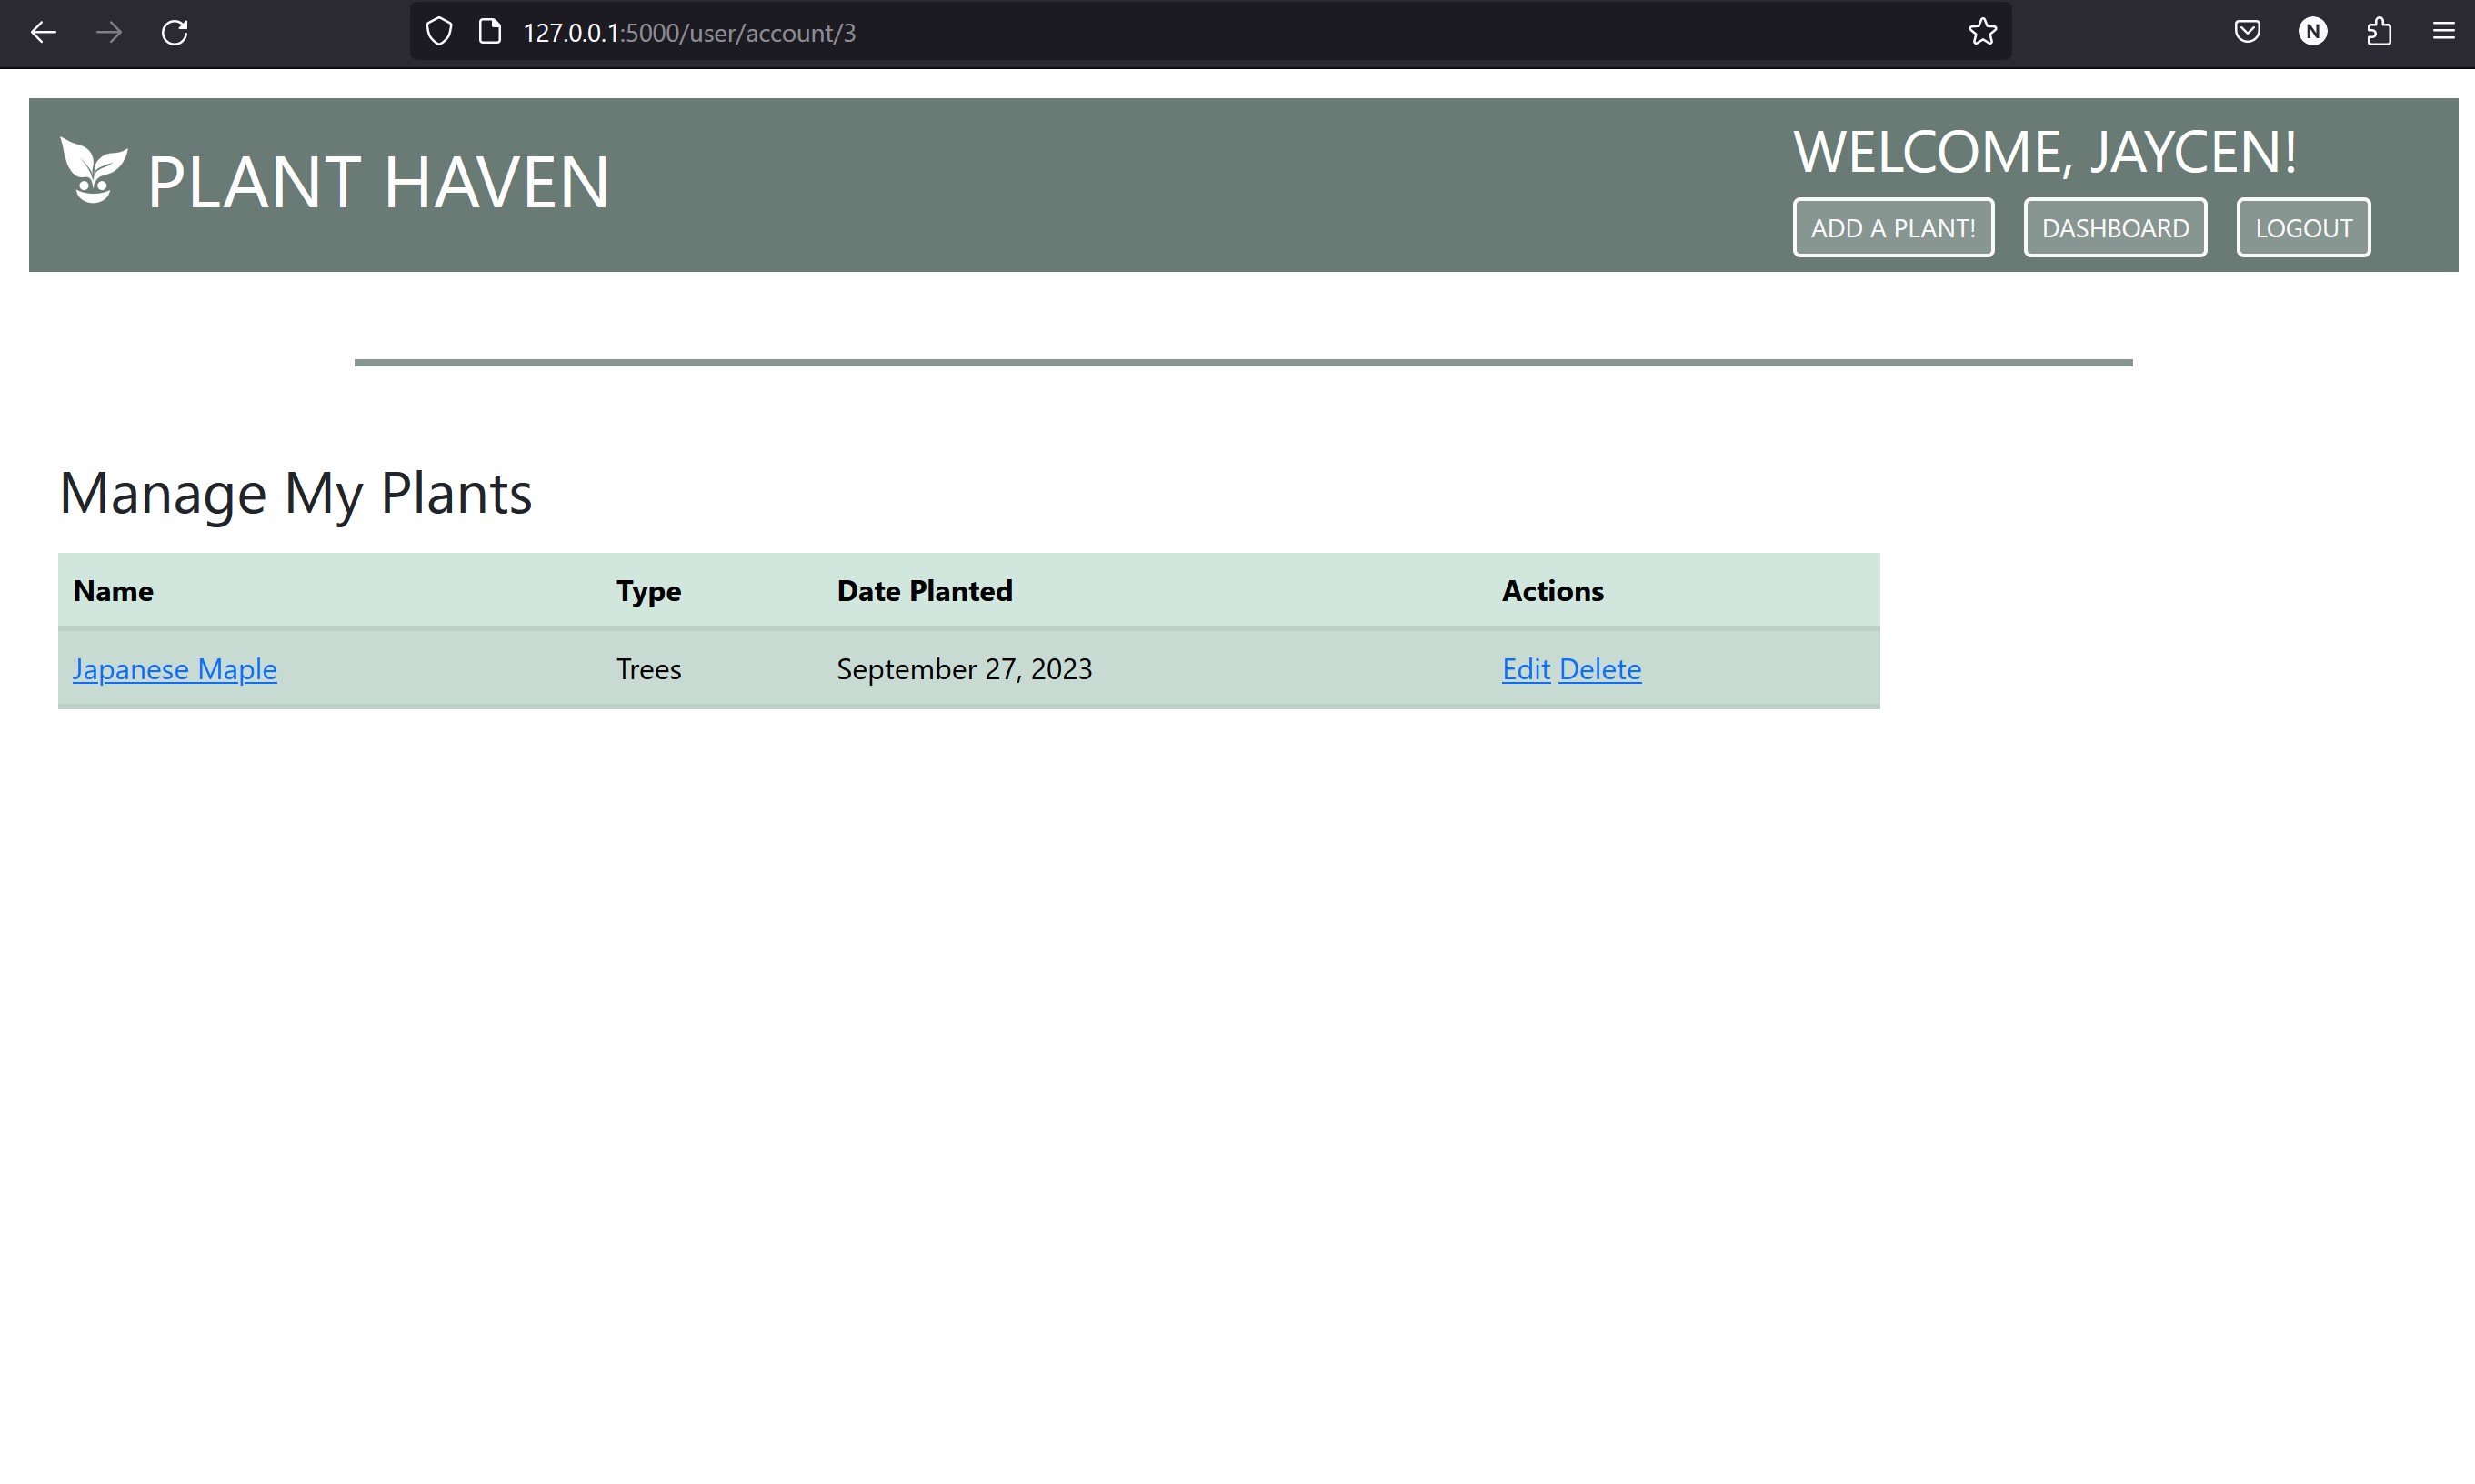 127.0.0.1:5000/user/account/3
N
PLANT HAVEN
WELCOME, JAYCEN!
ADD A PLANT! DASHBOARD LOGOUT
Manage My Plants
Name Type Date Planted Actions
Japanese Maple Trees September 27, 2023 Edit Delete